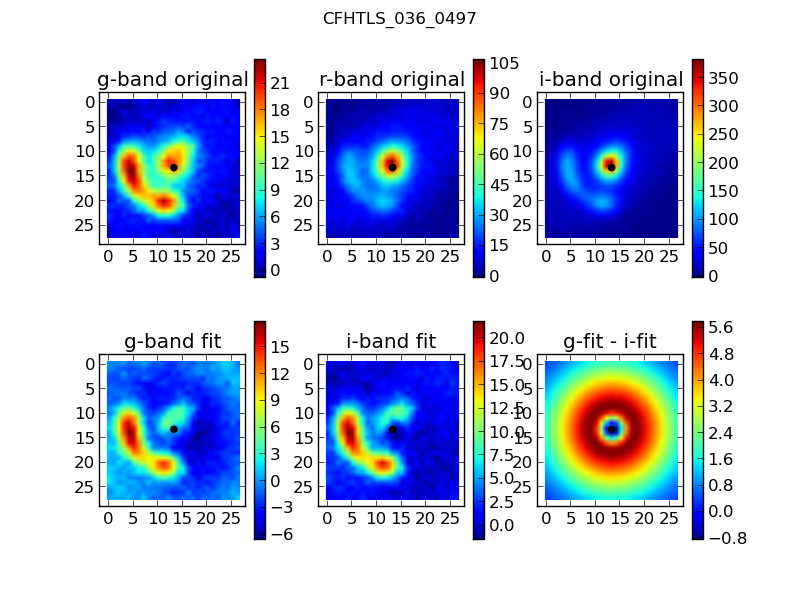 CFHTLS_036_0497
g-band original
r-band original
i-band original
0 5 10 15 20 25
0 5 10 15 20 25
21 18 15 12 9 6 3 0
0 5 10 15 20 25
0 5 10 15 20 25
105 90 75 60 45 30 15 0
0 5 10 15 20 25
0 5 10 15 20 25
350 300 250 200 150 100 50 0
g-band fit
i-band fit
g-fit - i-fit
0 5 10 15 20 25
0 5 10 15 20 25
15 12 9 6 3 0 −3 −6
0 5 10 15 20 25
0 5 10 15 20 25
20.0 17.5 15.0 12.5 10.0 7.5 5.0 2.5 0.0
0 5 10 15 20 25
0 5 10 15 20 25
5.6 4.8 4.0 3.2 2.4 1.6 0.8 0.0 −0.8